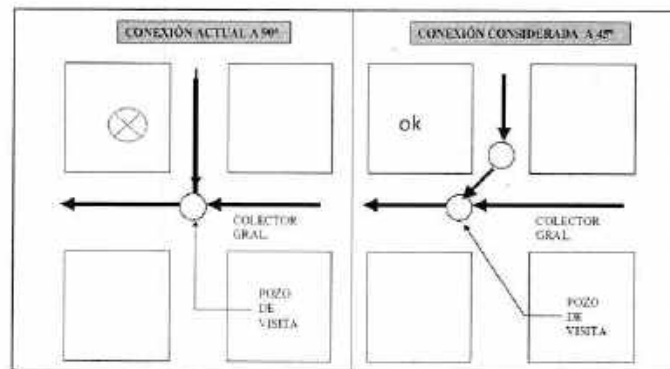 CONEXIÓN ACTUAL A 90°
COLECTOR
GRAL.
POZO
DE
VISITA
CONEXIÓN CONSIDERADA A 45°
ok
COLECTOR
GRAL.
POZO
DE
VISITA